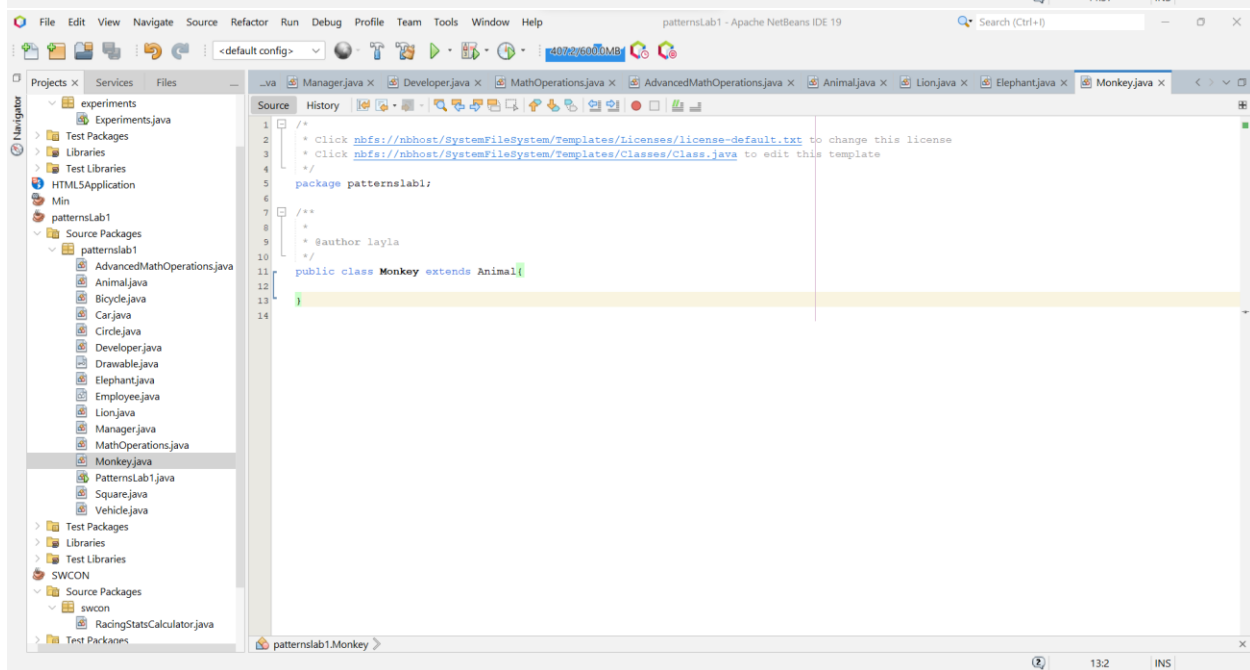 File Edit View Navigate Source Refactor Run Debug Profile Team Tools Window Help
patternsLab1 - Apache NetBeans IDE 19
Search (Ctrl+I)
<default config>
407.2/600.0MB
Projects × Services Files
_va Manager.java × Developer.java × MathOperations.java × AdvancedMathOperations.java × Animal.java × Lion.java × Elephant.java × Monkey.java ×
Navigator
experiments
Experiments.java
Test Packages
Libraries
Test Libraries
HTML5Application
Min
patternsLab1
Source Packages
patternslab1
AdvancedMathOperations.java
Animal.java
Bicycle.java
Car.java
Circle.java
Developer.java
Drawable.java
Elephant.java
Employee.java
Lion.java
Manager.java
MathOperations.java
Monkey.java
PatternsLab1.java
Square.java
Vehicle.java
Test Packages
Libraries
Test Libraries
SWCON
Source Packages
swcon
RacingStatsCalculator.java
Test Packages
Source History
1 /*
2 * Click nbfs://nbhost/SystemFileSystem/Templates/Licenses/license-default.txt to change this license
3 * Click nbfs://nbhost/SystemFileSystem/Templates/Classes/Class.java to edit this template
4 */
5 package patternslab1;
6
7 /**
8 *
9 * @author layla
10 */
11 public class Monkey extends Animal{
12
13 }
14
patternslab1.Monkey
13:2 INS